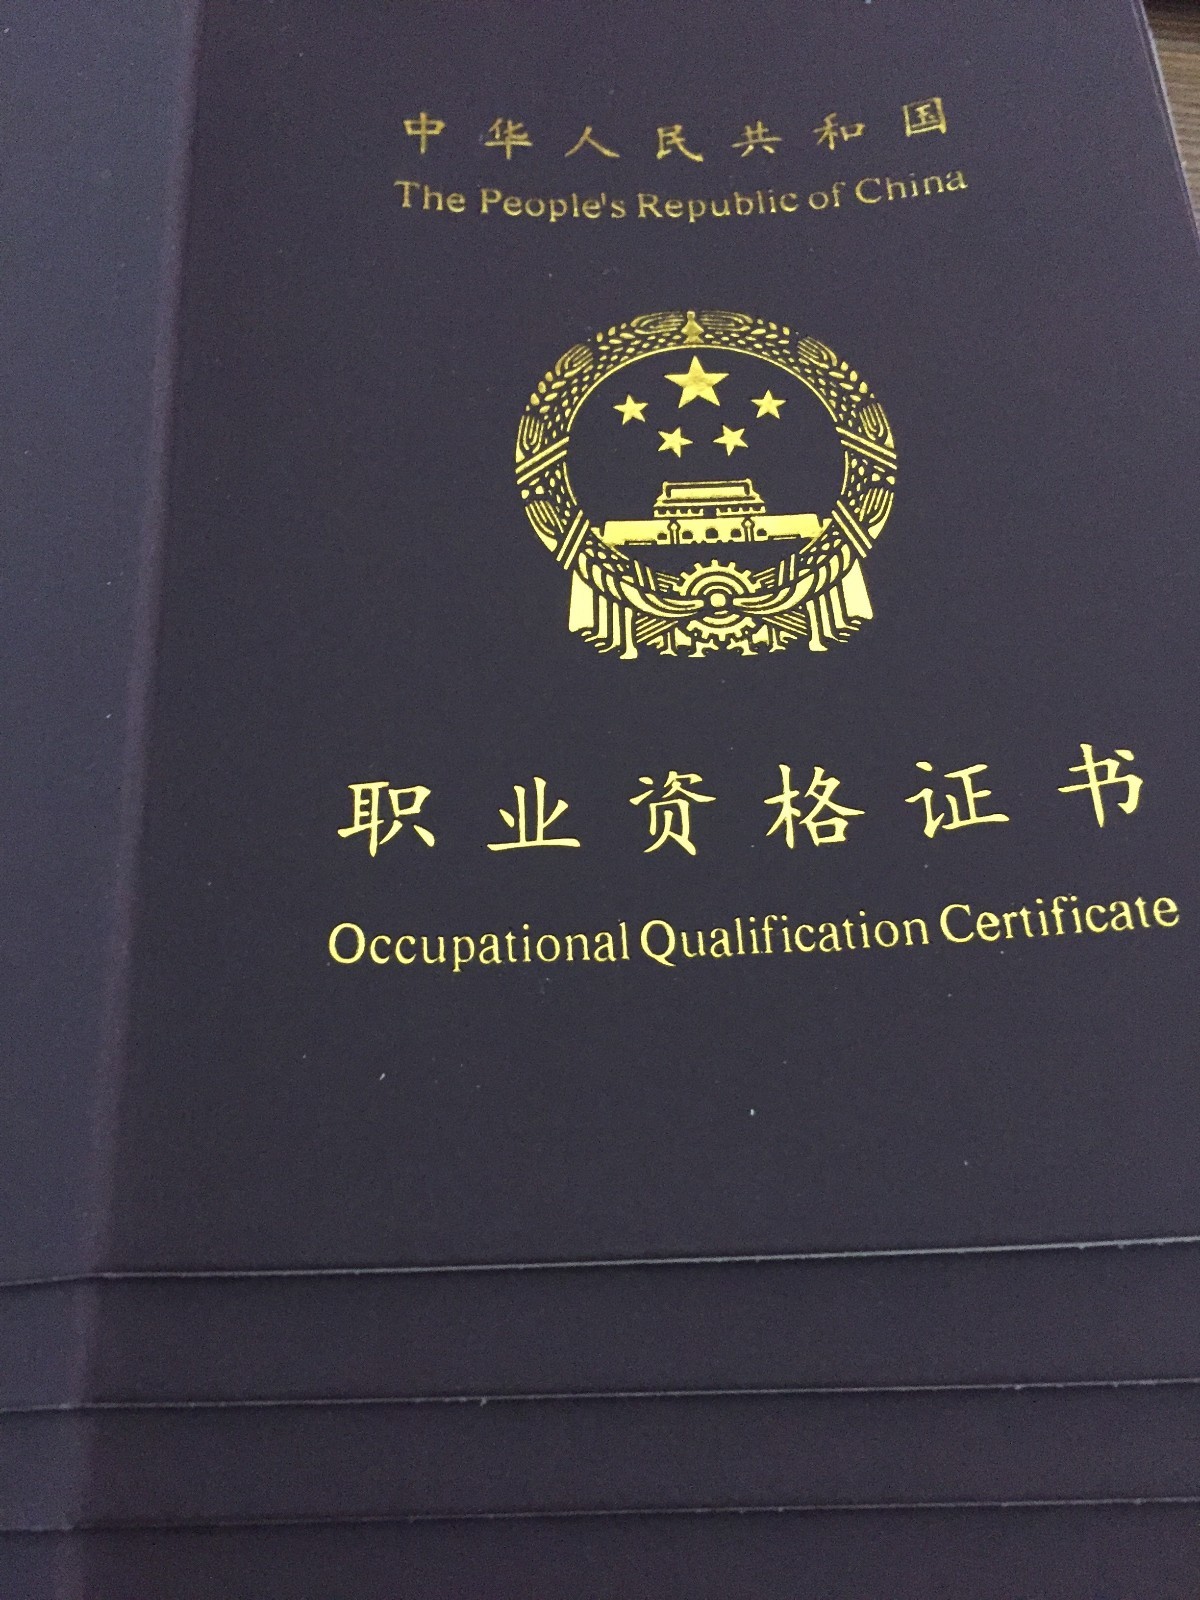 中华人民共和国
The People's Republic of China
职业资格证书
Occupational Qualification Certificate